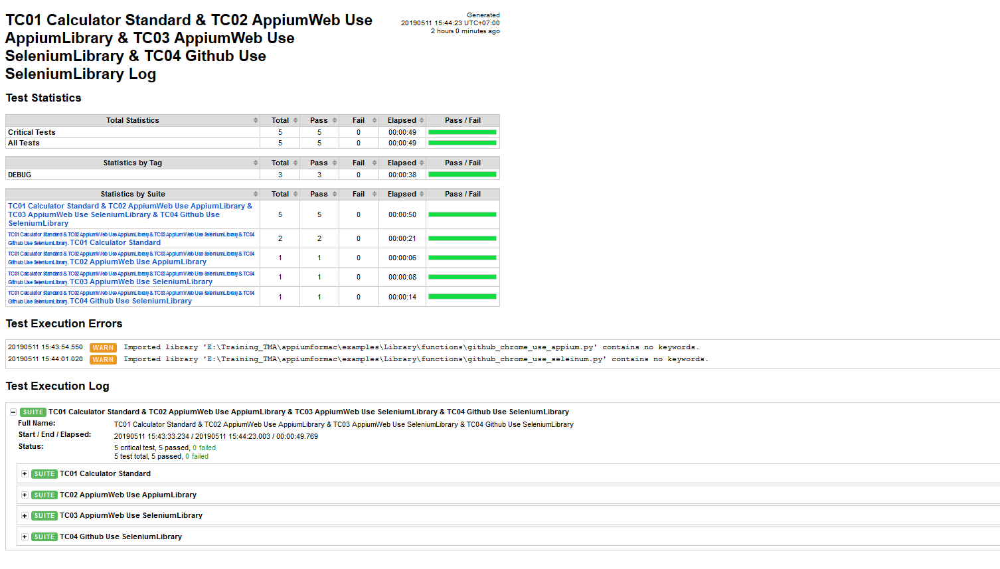 TC01 Calculator Standard & TC02 AppiumWeb Use
AppiumLibrary & TC03 AppiumWeb Use
SeleniumLibrary & TC04 Github Use
SeleniumLibrary Log
Generated
20190511 15:44:23 UTC+07:00
2 hours 0 minutes ago
Test Statistics
Total Statistics Total Pass Fail Elapsed Pass / Fail
Critical Tests 5 5 0 00:00:49
All Tests 5 5 0 00:00:49
Statistics by Tag Total Pass Fail Elapsed Pass / Fail
DEBUG 3 3 0 00:00:38
Statistics by Suite Total Pass Fail Elapsed Pass / Fail
TC01 Calculator Standard & TC02 AppiumWeb Use AppiumLibrary &
TC03 AppiumWeb Use SeleniumLibrary & TC04 Github Use
SeleniumLibrary
5 5 0 00:00:50
TC01 Calculator Standard & TC02 AppiumWeb Use AppiumLibrary & TC03 AppiumWeb Use SeleniumLibrary & TC04
Github Use SeleniumLibrary. TC01 Calculator Standard
2 2 0 00:00:21
TC01 Calculator Standard & TC02 AppiumWeb Use AppiumLibrary & TC03 AppiumWeb Use SeleniumLibrary & TC04
Github Use SeleniumLibrary. TC02 AppiumWeb Use AppiumLibrary
1 1 0 00:00:06
TC01 Calculator Standard & TC02 AppiumWeb Use AppiumLibrary & TC03 AppiumWeb Use SeleniumLibrary & TC04
Github Use SeleniumLibrary. TC03 AppiumWeb Use SeleniumLibrary
1 1 0 00:00:08
TC01 Calculator Standard & TC02 AppiumWeb Use AppiumLibrary & TC03 AppiumWeb Use SeleniumLibrary & TC04
Github Use SeleniumLibrary. TC04 Github Use SeleniumLibrary
1 1 0 00:00:14
Test Execution Errors
20190511 15:43:54.550 WARN Imported library 'E:\Training_TMA\appiumformac\examples\Library\functions\github_chrome_use_appium.py' contains no keywords.
20190511 15:44:01.020 WARN Imported library 'E:\Training_TMA\appiumformac\examples\Library\functions\github_chrome_use_seleinum.py' contains no keywords.
Test Execution Log
SUITE TC01 Calculator Standard & TC02 AppiumWeb Use AppiumLibrary & TC03 AppiumWeb Use SeleniumLibrary & TC04 Github Use SeleniumLibrary
Full Name: TC01 Calculator Standard & TC02 AppiumWeb Use AppiumLibrary & TC03 AppiumWeb Use SeleniumLibrary & TC04 Github Use SeleniumLibrary
Start / End / Elapsed: 20190511 15:43:33.234 / 20190511 15:44:23.003 / 00:00:49.769
Status: 5 critical test, 5 passed, 0 failed
5 test total, 5 passed, 0 failed
SUITE TC01 Calculator Standard
SUITE TC02 AppiumWeb Use AppiumLibrary
SUITE TC03 AppiumWeb Use SeleniumLibrary
SUITE TC04 Github Use SeleniumLibrary